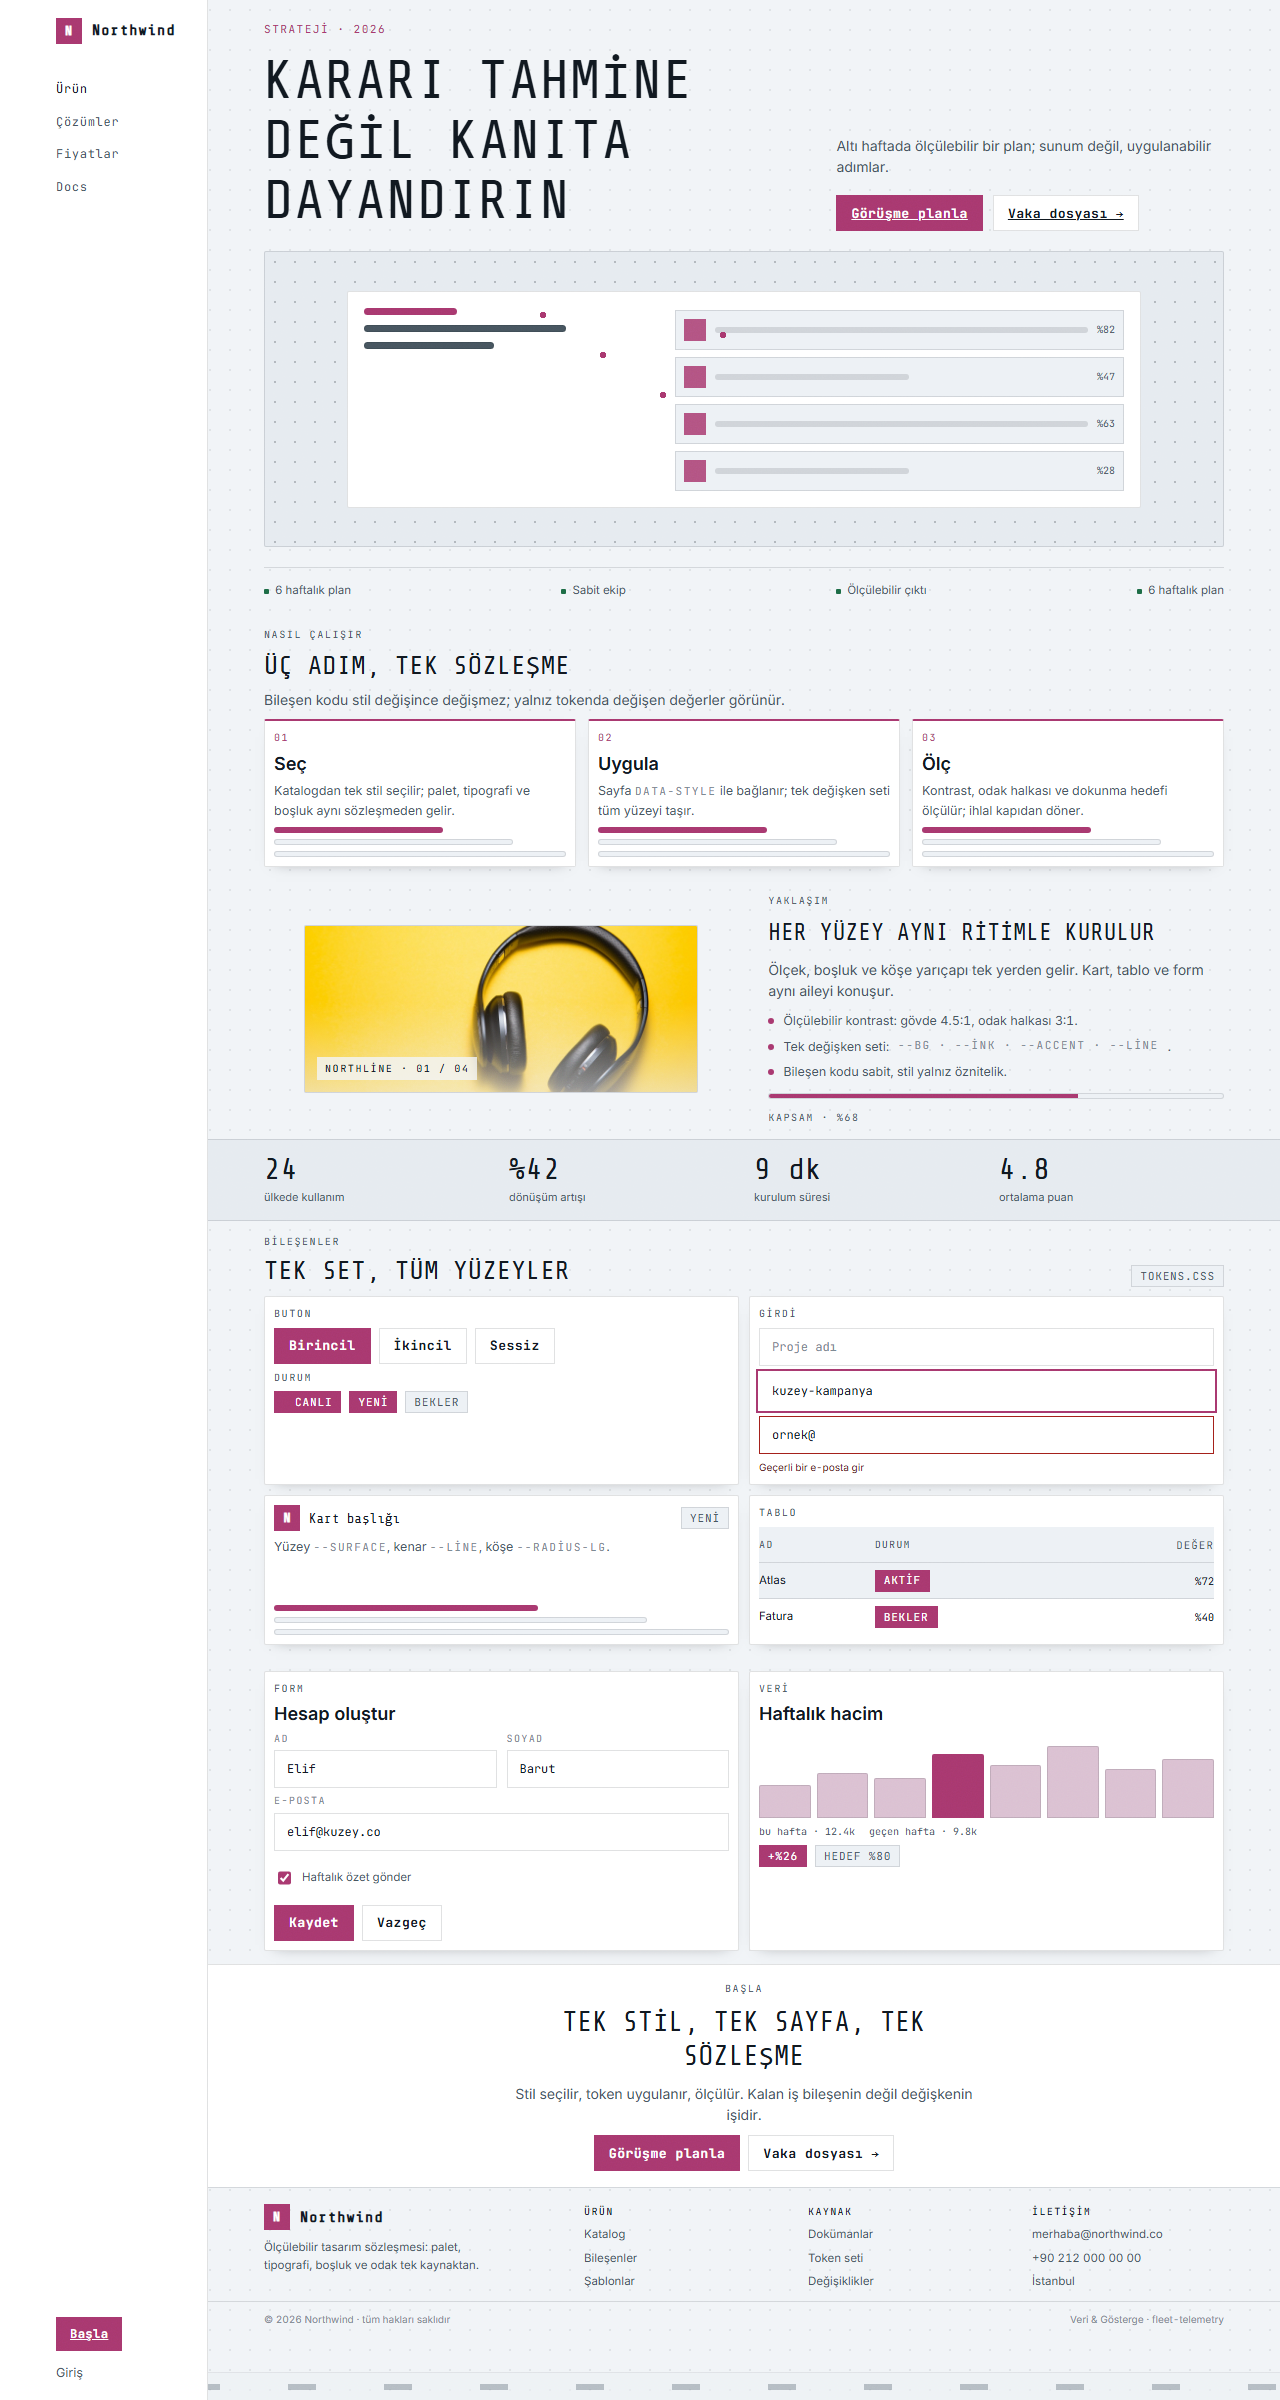 N Northwind
Ürün
Çözümler
Fiyatlar
Docs
Başla
Giriş
STRATEJİ · 2026
KARARI TAHMİNE
DEĞİL KANITA
DAYANDIRIN
Altı haftada ölçülebilir bir plan; sunum değil, uygulanabilir
adımlar.
Görüşme planla
Vaka dosyası →
%82
%47
%63
%28
6 haftalık plan
Sabit ekip
Ölçülebilir çıktı
6 haftalık plan
NASIL ÇALIŞIR
ÜÇ ADIM, TEK SÖZLEŞME
Bileşen kodu stil değişince değişmez; yalnız tokenda değişen değerler görünür.
01
Seç
Katalogdan tek stil seçilir; palet, tipografi ve
boşluk aynı sözleşmeden gelir.
02
Uygula
Sayfa DATA-STYLE ile bağlanır; tek değişken seti
tüm yüzeyi taşır.
03
Ölç
Kontrast, odak halkası ve dokunma hedefi
ölçülür; ihlal kapıdan döner.
NORTHLİNE · 01 / 04
YAKLAŞIM
HER YÜZEY AYNI RİTİMLE KURULUR
Ölçek, boşluk ve köşe yarıçapı tek yerden gelir. Kart, tablo ve form
aynı aileyi konuşur.
Ölçülebilir kontrast: gövde 4.5:1, odak halkası 3:1.
Tek değişken seti: --BG · --İNK · --ACCENT · --LİNE .
Bileşen kodu sabit, stil yalnız öznitelik.
KAPSAM · %68
24
ülkede kullanım
%42
dönüşüm artışı
9 dk
kurulum süresi
4.8
ortalama puan
BİLEŞENLER
TEK SET, TÜM YÜZEYLER
TOKENS.CSS
BUTON
Birincil
İkincil
Sessiz
DURUM
CANLI
YENİ
BEKLER
GİRDİ
Proje adı
kuzey-kampanya
ornek@
Geçerli bir e-posta gir
N Kart başlığı
YENİ
Yüzey --SURFACE, kenar --LİNE, köşe --RADİUS-LG.
TABLO
AD DURUM DEĞER
Atlas AKTİF %72
Fatura BEKLER %40
FORM
Hesap oluştur
AD
SOYAD
Elif
Barut
E-POSTA
elif@kuzey.co
Haftalık özet gönder
Kaydet
Vazgeç
VERİ
Haftalık hacim
bu hafta · 12.4k geçen hafta · 9.8k
+%26
HEDEF %80
BAŞLA
TEK STİL, TEK SAYFA, TEK
SÖZLEŞME
Stil seçilir, token uygulanır, ölçülür. Kalan iş bileşenin değil değişkenin
işidir.
Görüşme planla
Vaka dosyası →
N Northwind
Ölçülebilir tasarım sözleşmesi: palet,
tipografi, boşluk ve odak tek kaynaktan.
ÜRÜN
Katalog
Bileşenler
Şablonlar
KAYNAK
Dokümanlar
Token seti
Değişiklikler
İLETİŞİM
merhaba@northwind.co
+90 212 000 00 00
İstanbul
© 2026 Northwind · tüm hakları saklıdır
Veri & Gösterge · fleet-telemetry